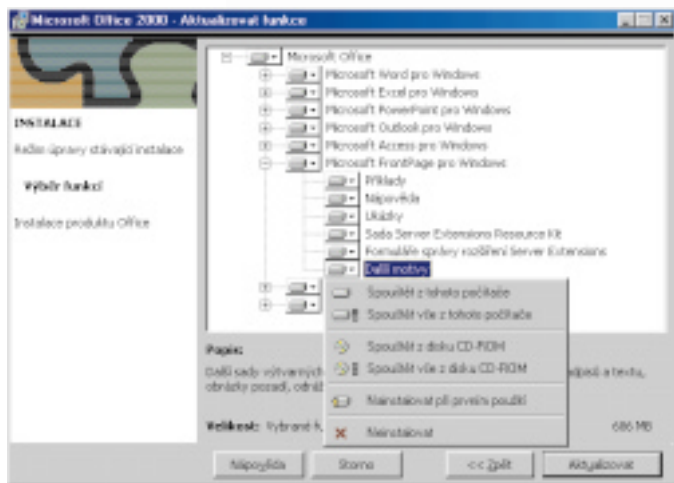 Microsoft Office 2000 - Aktualizovat funkce
INSTALACE
Režim úpravy stávající instalace
Výběr funkcí
Instalace produktu Office
Microsoft Office
Microsoft Word pro Windows
Microsoft Excel pro Windows
Microsoft PowerPoint pro Windows
Microsoft Outlook pro Windows
Microsoft Access pro Windows
Microsoft FrontPage pro Windows
Příklady
Nápověda
Ukázky
Sada Server Extensions Resource Kit
Formuláře správy rozšíření Server Extensions
Další motivy
Spouštět z tohoto počítače
Spouštět vše z tohoto počítače
Spouštět z disku CD-ROM
Spouštět vše z disku CD-ROM
Nainstalovat při prvním použití
Neinstalovat
Popis:
Další sady výtvarných
nadpisů a textu,
obrázky pozadí,
Velikost: Vybrané
686 MB
Nápověda
Storno
<< Zpět
Aktualizovat